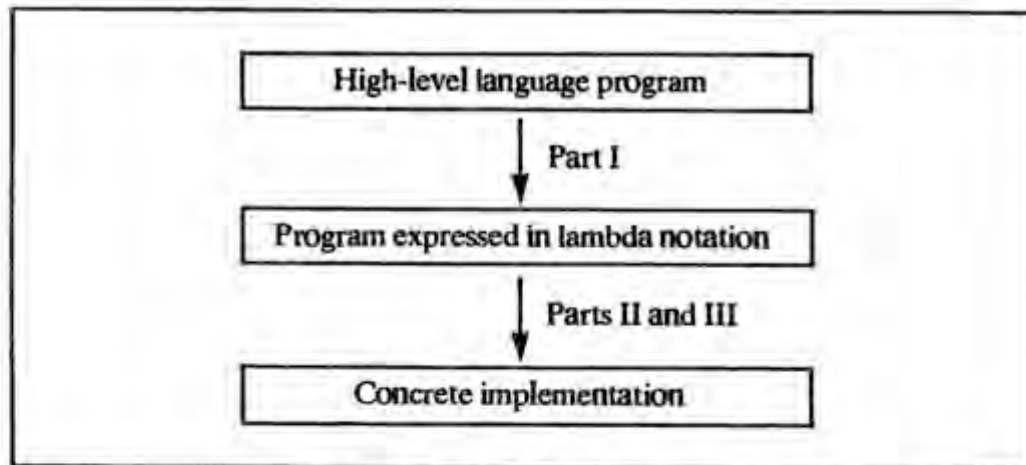 High-level language program
Part I
Program expressed in lambda notation
Parts II and III
Concrete implementation